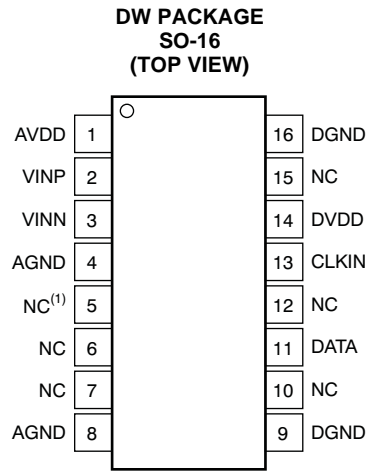 DW PACKAGE
SO-16
(TOP VIEW)
AVDD 1 16 DGND
VINP 2 15 NC
VINN 3 14 DVDD
AGND 4 13 CLKIN
NC(1) 5 12 NC
NC 6 11 DATA
NC 7 10 NC
AGND 8 9 DGND